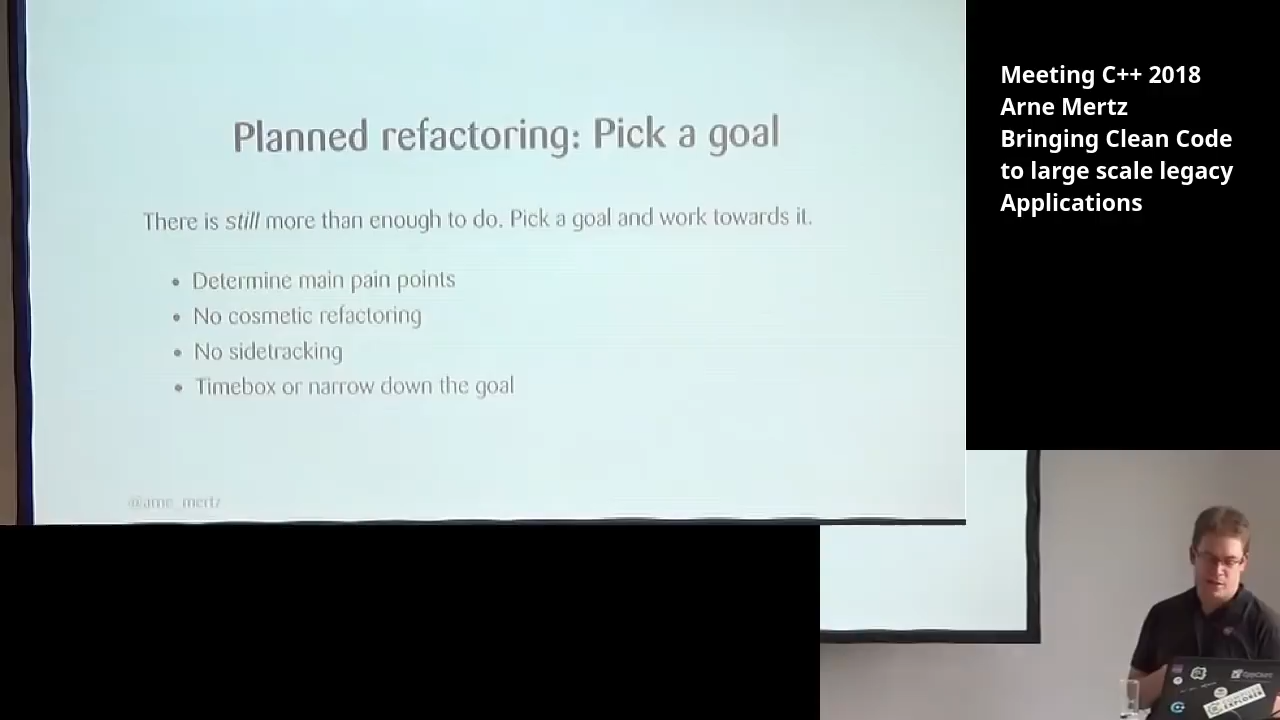 Planned refactoring: Pick a goal
There is still more than enough to do. Pick a goal and work towards it.
• Determine main pain points
• No cosmetic refactoring
• No sidetracking
• Timebox or narrow down the goal
@arne_mertz
Meeting C++ 2018
Arne Mertz
Bringing Clean Code
to large scale legacy
Applications
EXPLORER